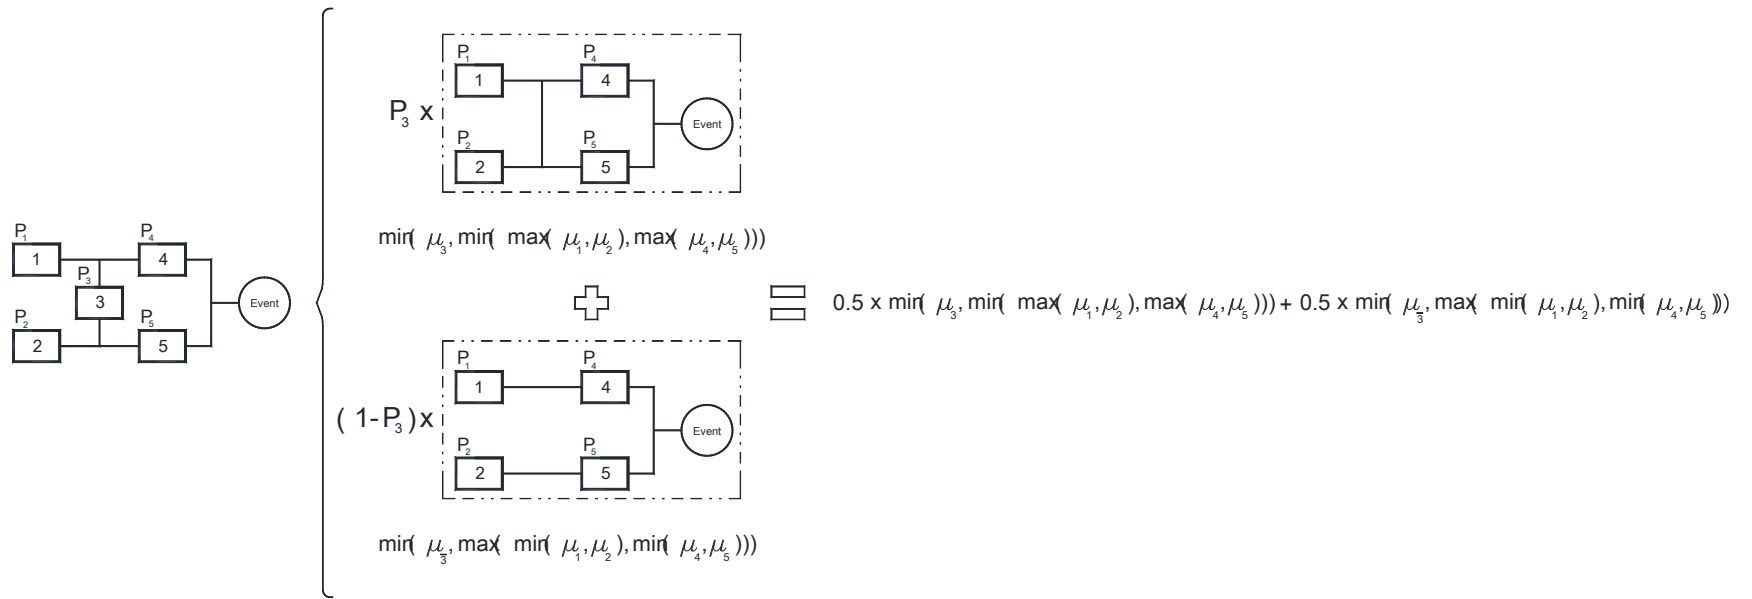 P1
1
P4
4
P3
3
P2
2
P5
5
Event
P3 x
P1
1
P4
4
P2
2
P5
5
Event
min( μ3, min( max( μ1, μ2 ), max( μ4, μ5 )))
(1-P3) x
P1
1
P4
4
P2
2
P5
5
Event
min( μ3̅, max( min( μ1, μ2 ), min( μ4, μ5 )))
0.5 x min( μ3, min( max( μ1, μ2 ), max( μ4, μ5 ))) + 0.5 x min( μ3̅, max( min( μ1, μ2 ), min( μ4, μ5 )))